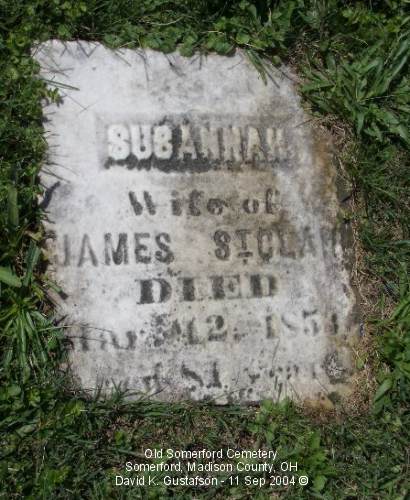 SUSANNAH
Wife of
JAMES ST CLAIR
DIED
12, 185
81
Old Somerford Cemetery
Somerford, Madison County, OH
David K. Gustafson - 11 Sep 2004 ©